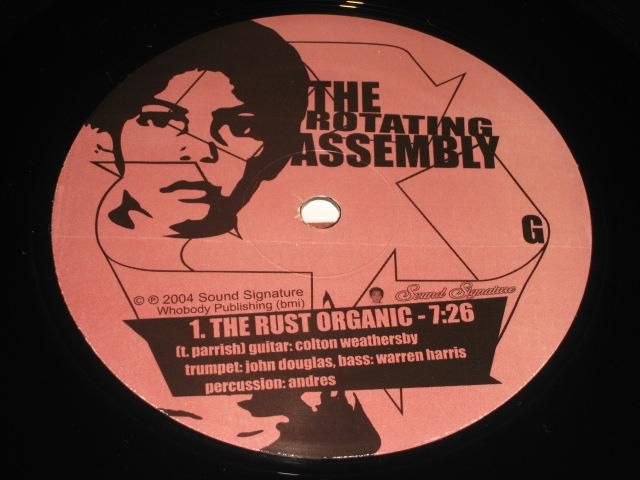 THE
ROTATING
ASSEMBLY
G
© ℗ 2004 Sound Signature
Whobody Publishing (bmi)
Sound Signature
1. THE RUST ORGANIC - 7:26
(t. parrish) guitar: colton weathersby
trumpet: john douglas, bass: warren harris
percussion: andres